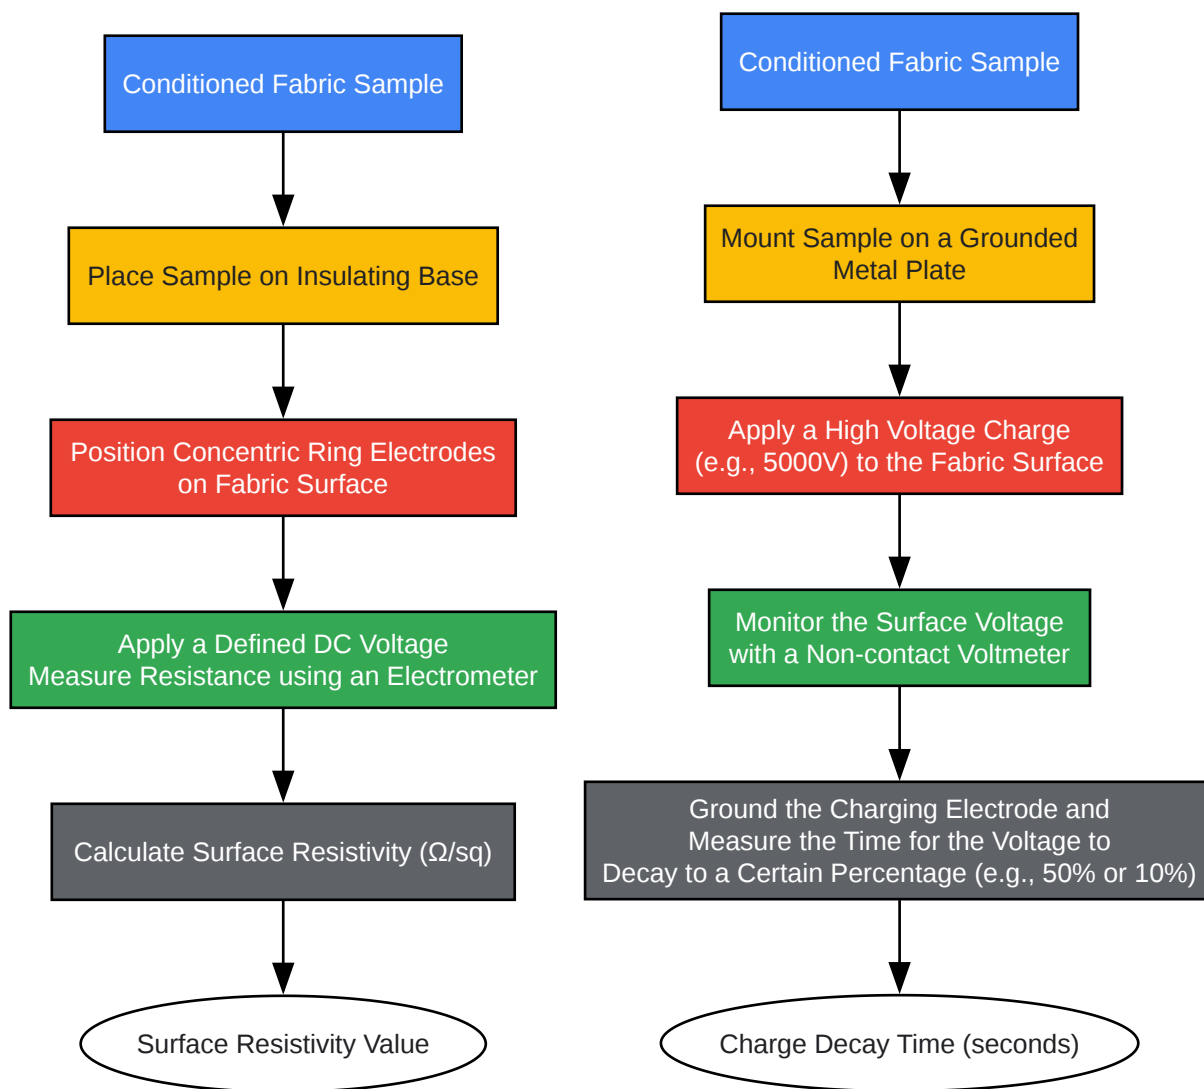 Conditioned Fabric Sample
Place Sample on Insulating Base
Position Concentric Ring Electrodes
on Fabric Surface
Apply a Defined DC Voltage
Measure Resistance using an Electrometer
Calculate Surface Resistivity (Ω/sq)
Surface Resistivity Value
Conditioned Fabric Sample
Mount Sample on a Grounded
Metal Plate
Apply a High Voltage Charge
(e.g., 5000V) to the Fabric Surface
Monitor the Surface Voltage
with a Non-contact Voltmeter
Ground the Charging Electrode and
Measure the Time for the Voltage to
Decay to a Certain Percentage (e.g., 50% or 10%)
Charge Decay Time (seconds)